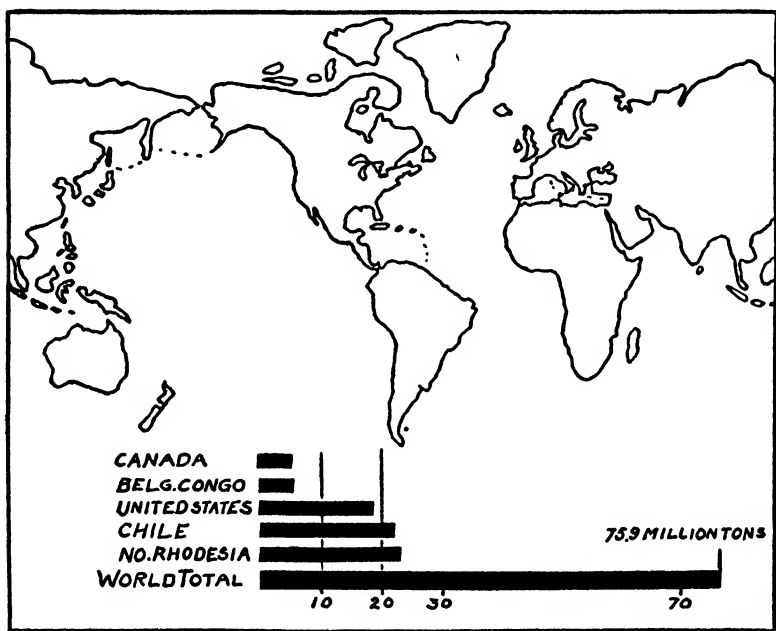 CANADA
BELG. CONGO
UNITED STATES
CHILE
75.9 MILLION TONS
NO. RHODESIA
WORLD TOTAL
10 20 30 70